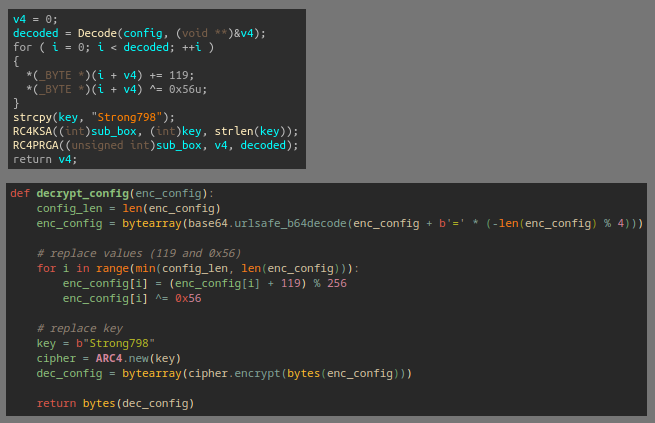 v4 = 0;
decoded = Decode(config, (void **)&v4);
for ( i = 0; i < decoded; ++i )
{
  *(_BYTE *)(i + v4) += 119;
  *(_BYTE *)(i + v4) ^= 0x56u;
}
strcpy(key, "Strong798");
RC4KSA((int)sub_box, (int)key, strlen(key));
RC4PRGA((unsigned int)sub_box, v4, decoded);
return v4;
def decrypt_config(enc_config):
    config_len = len(enc_config)
    enc_config = bytearray(base64.urlsafe_b64decode(enc_config + b'=' * (-len(enc_config) % 4)))
    # replace values (119 and 0x56)
    for i in range(min(config_len, len(enc_config))):
        enc_config[i] = (enc_config[i] + 119) % 256
        enc_config[i] ^= 0x56
    # replace key
    key = b"Strong798"
    cipher = ARC4.new(key)
    dec_config = bytearray(cipher.encrypt(bytes(enc_config)))
    return bytes(dec_config)